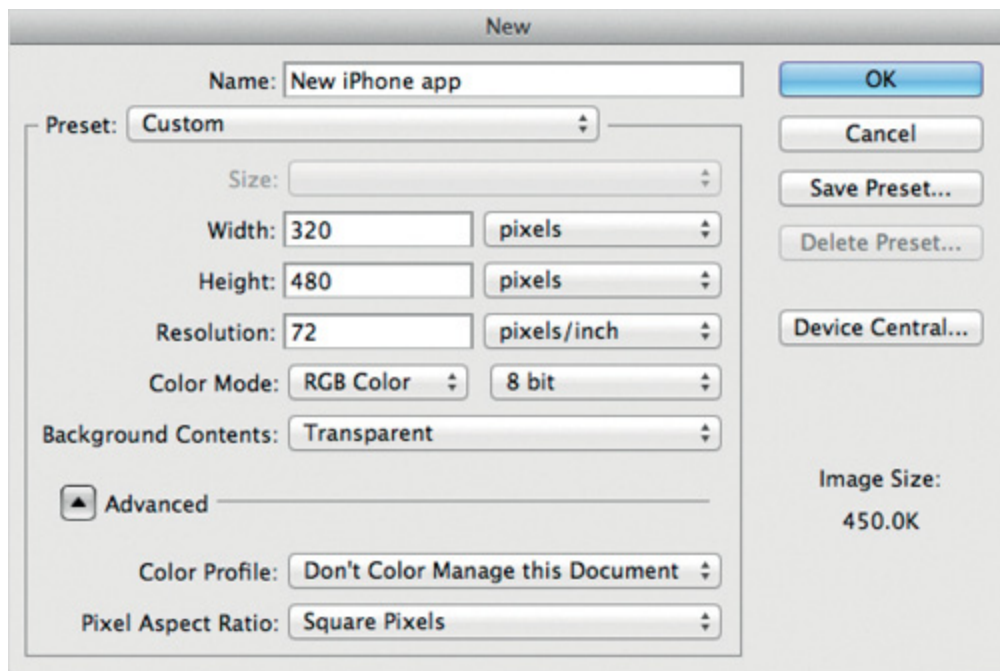 New
Name: New iPhone app
OK
Preset: Custom
Cancel
Size:
Save Preset...
Width: 320 pixels
Delete Preset...
Height: 480 pixels
Resolution: 72 pixels/inch
Device Central...
Color Mode: RGB Color 8 bit
Background Contents: Transparent
Image Size:
450.0K
Advanced
Color Profile: Don't Color Manage this Document
Pixel Aspect Ratio: Square Pixels